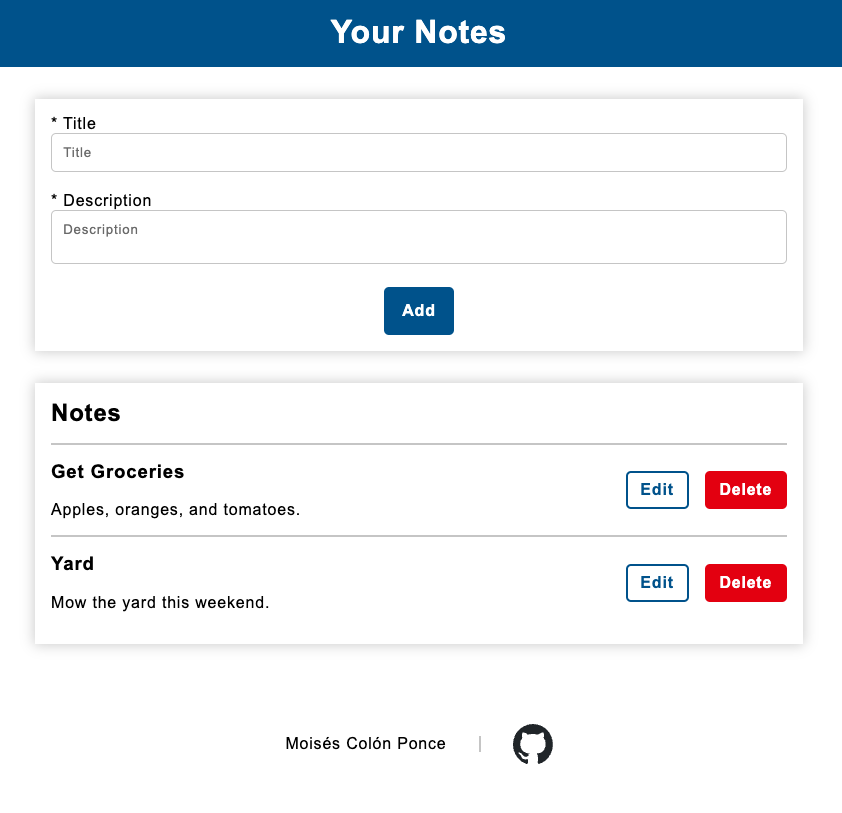 Your Notes
* Title
Title
* Description
Description
Add
Notes
Get Groceries
Apples, oranges, and tomatoes.
Edit
Delete
Yard
Mow the yard this weekend.
Edit
Delete
Moisés Colón Ponce |